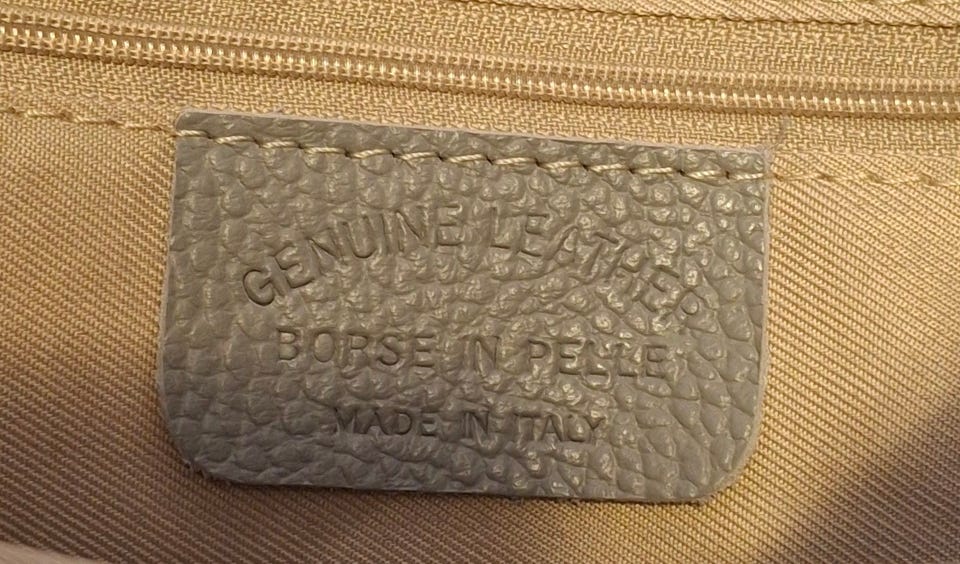 GENUINE LEATHER
BORSE IN PELLE
MADE IN ITALY